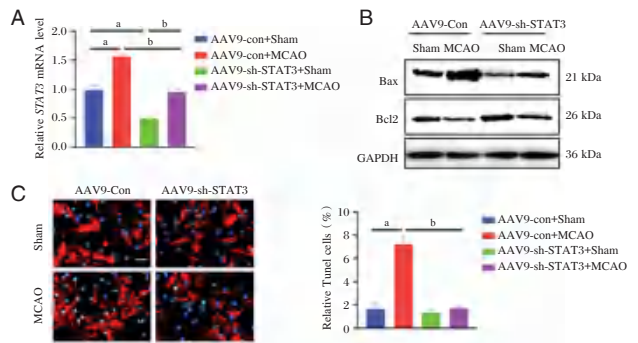 A
Relative STAT3 mRNA level
2.0
1.5
1.0
0.5
0.0
a
b
a
b
AAV9-con+Sham
AAV9-con+MCAO
AAV9-sh-STAT3+Sham
AAV9-sh-STAT3+MCAO
B
AAV9-Con AAV9-sh-STAT3
Sham MCAO Sham MCAO
Bax 21 kDa
Bcl2 26 kDa
GAPDH 36 kDa
C
AAV9-Con AAV9-sh-STAT3
Sham
MCAO
Relative Tunel cells (%)
10
8
6
4
2
0
a
b
AAV9-con+Sham
AAV9-con+MCAO
AAV9-sh-STAT3+Sham
AAV9-sh-STAT3+MCAO